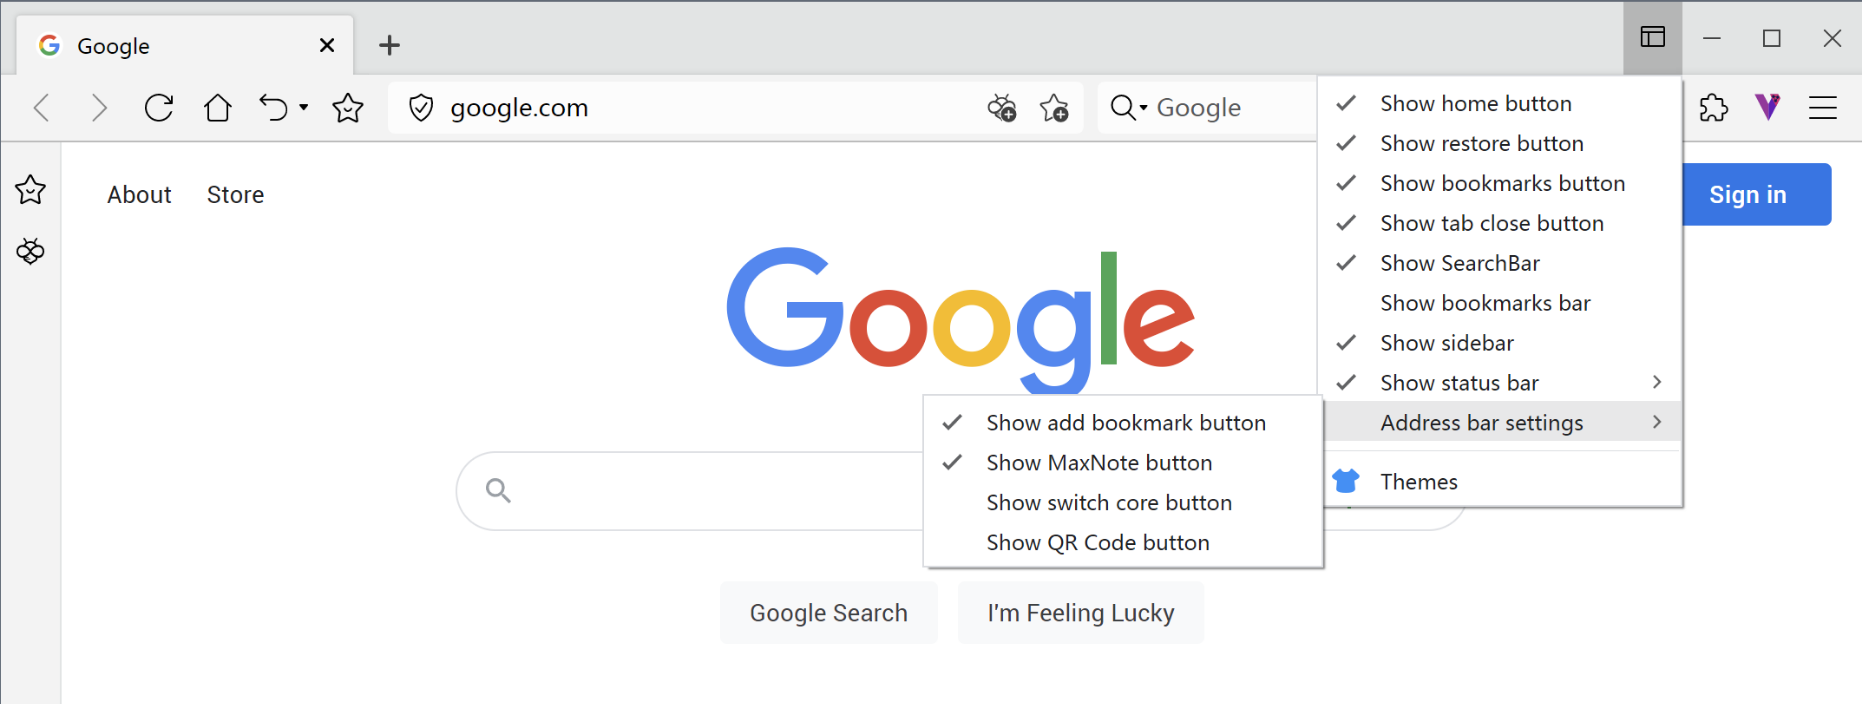 Google
google.com
Google
About
Store
Sign in
Google
Show home button
Show restore button
Show bookmarks button
Show tab close button
Show SearchBar
Show bookmarks bar
Show sidebar
Show status bar
Address bar settings
Themes
Show add bookmark button
Show MaxNote button
Show switch core button
Show QR Code button
Google Search
I'm Feeling Lucky